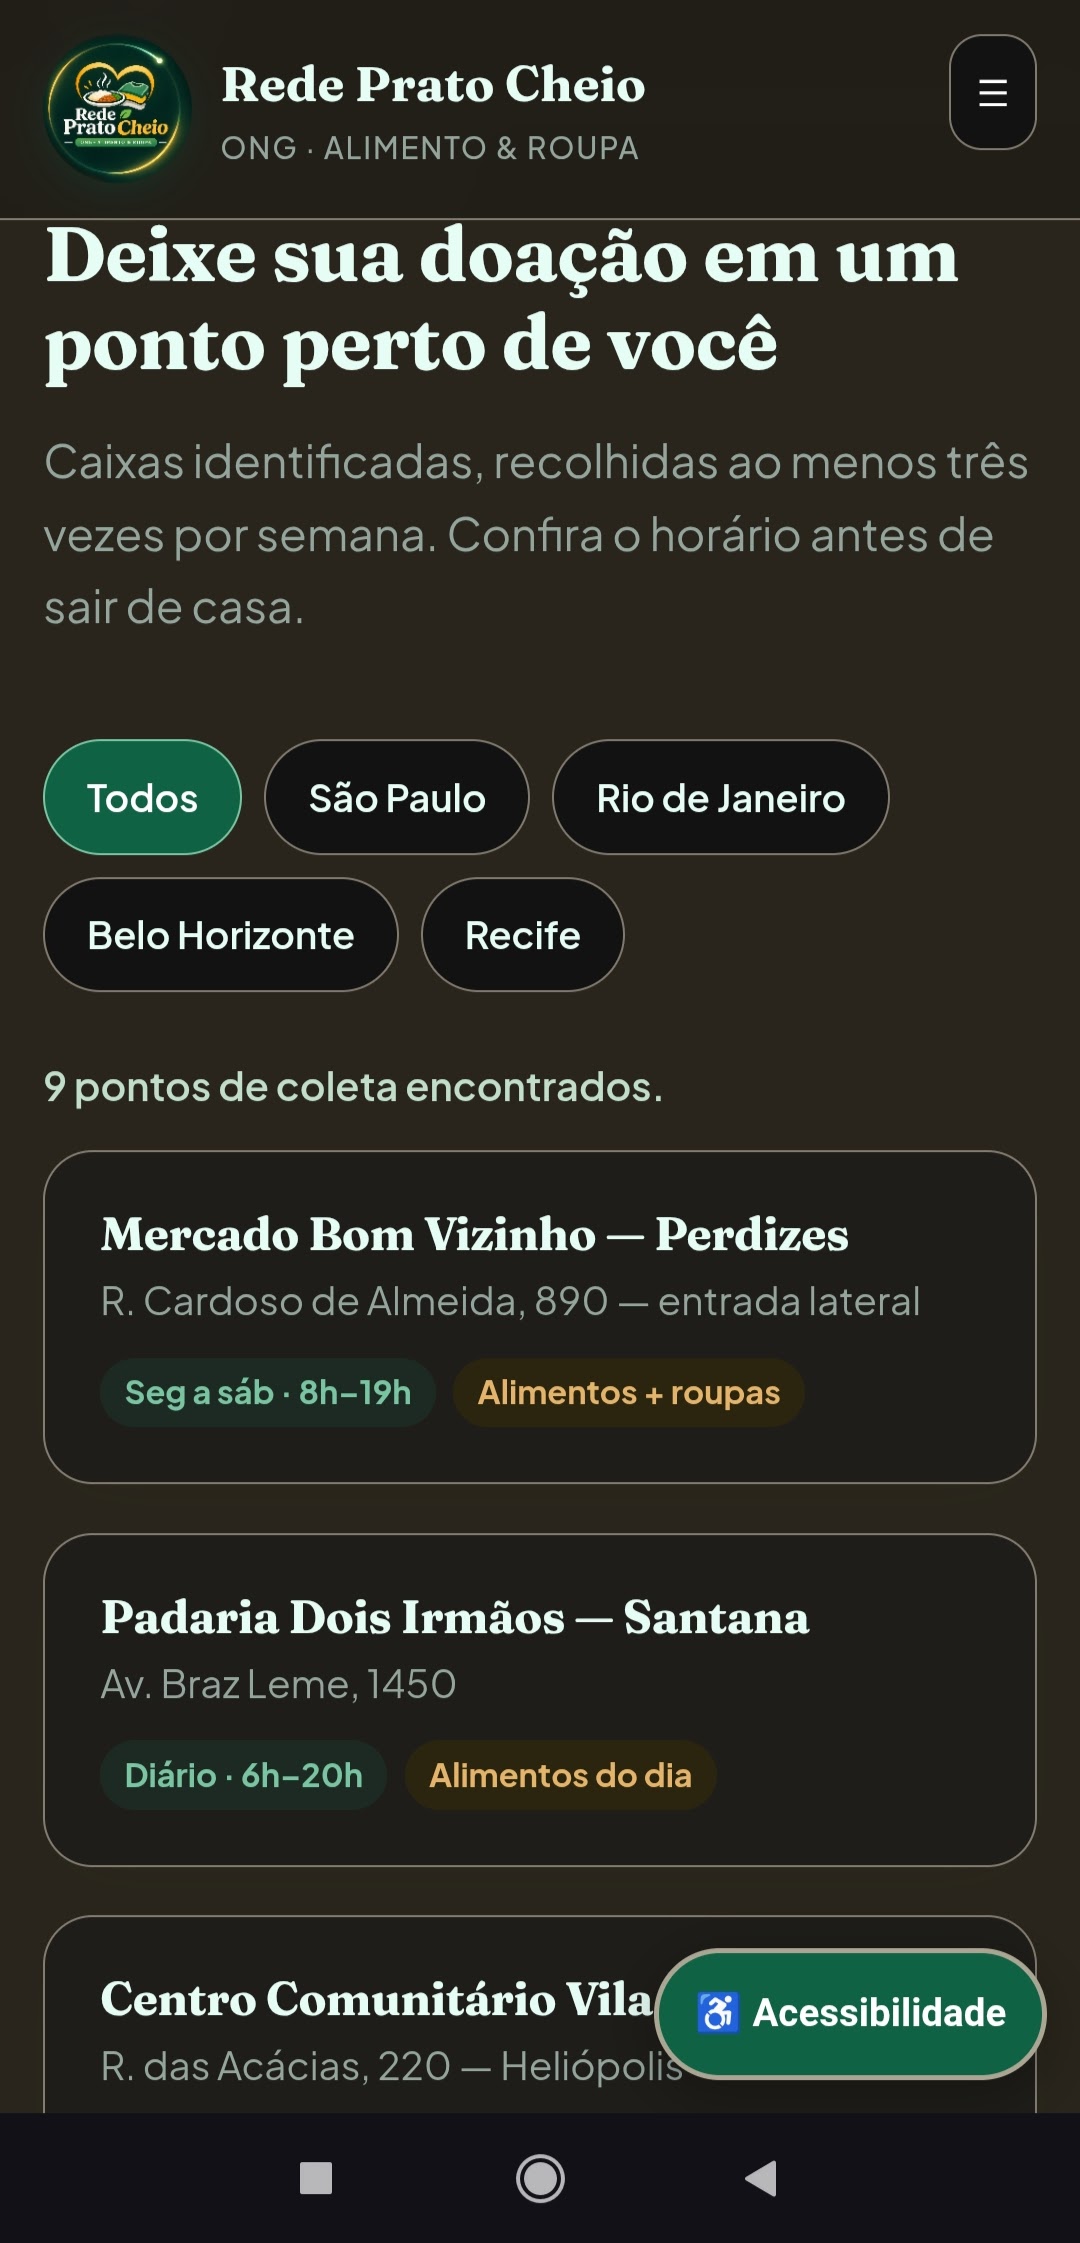 Rede
Prato Cheio
Rede Prato Cheio
ONG · ALIMENTO & ROUPA
☰
Deixe sua doação em um
ponto perto de você
Caixas identificadas, recolhidas ao menos três
vezes por semana. Confira o horário antes de
sair de casa.
Todos
São Paulo
Rio de Janeiro
Belo Horizonte
Recife
9 pontos de coleta encontrados.
Mercado Bom Vizinho — Perdizes
R. Cardoso de Almeida, 890 — entrada lateral
Seg a sáb · 8h–19h
Alimentos + roupas
Padaria Dois Irmãos — Santana
Av. Braz Leme, 1450
Diário · 6h–20h
Alimentos do dia
Centro Comunitário Vila
R. das Acácias, 220 — Heliópolis
♿ Acessibilidade